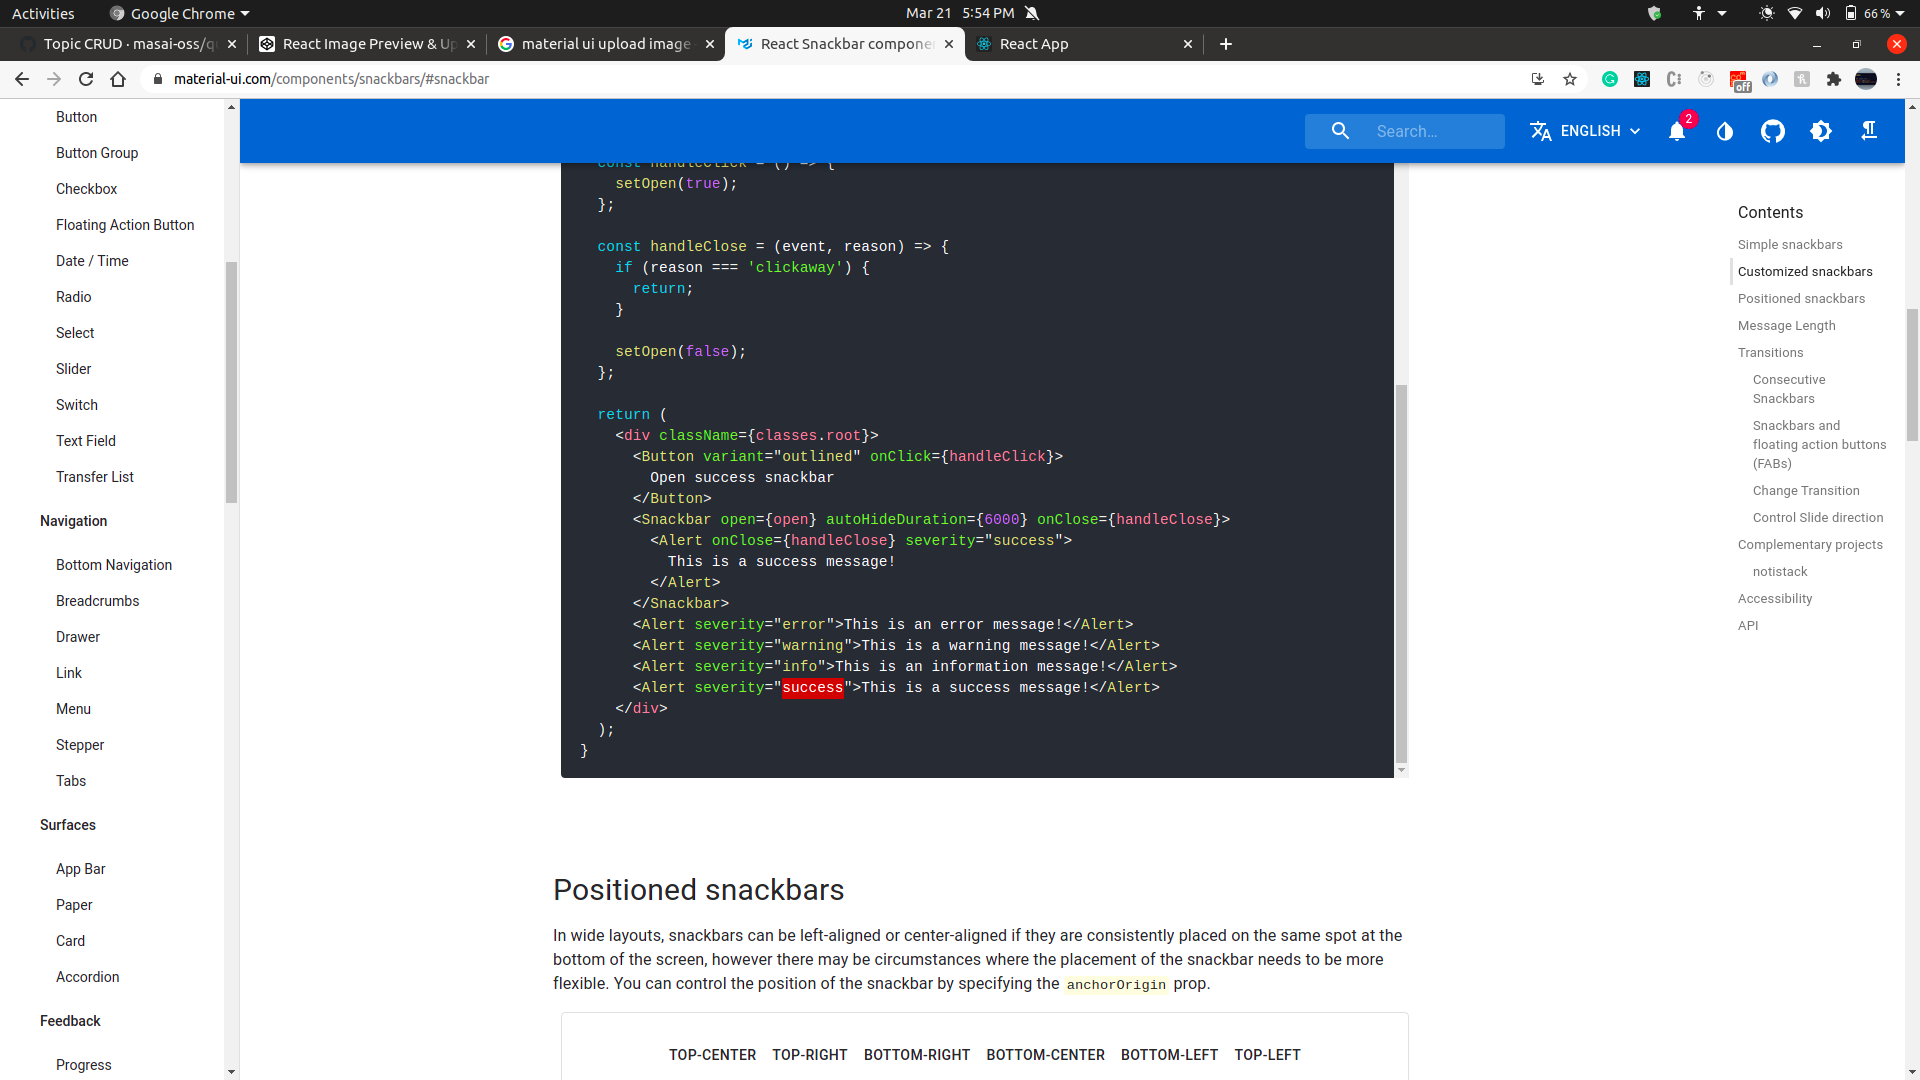 Activities
Google Chrome
Mar 21 5:54 PM
66 %
Topic CRUD · masai-oss/q
React Image Preview & Up
material ui upload image
React Snackbar compone
React App
material-ui.com/components/snackbars/#snackbar
off
Search…
ENGLISH
2
Button
Button Group
Checkbox
Floating Action Button
Date / Time
Radio
Select
Slider
Switch
Text Field
Transfer List
Navigation
Bottom Navigation
Breadcrumbs
Drawer
Link
Menu
Stepper
Tabs
Surfaces
App Bar
Paper
Card
Accordion
Feedback
Progress
const handleClick = () => {
setOpen(true);
};
const handleClose = (event, reason) => {
if (reason === 'clickaway') {
return;
}
setOpen(false);
};
return (
<div className={classes.root}>
<Button variant="outlined" onClick={handleClick}>
Open success snackbar
</Button>
<Snackbar open={open} autoHideDuration={6000} onClose={handleClose}>
<Alert onClose={handleClose} severity="success">
This is a success message!
</Alert>
</Snackbar>
<Alert severity="error">This is an error message!</Alert>
<Alert severity="warning">This is a warning message!</Alert>
<Alert severity="info">This is an information message!</Alert>
<Alert severity="success">This is a success message!</Alert>
</div>
);
}
Positioned snackbars
In wide layouts, snackbars can be left-aligned or center-aligned if they are consistently placed on the same spot at the
bottom of the screen, however there may be circumstances where the placement of the snackbar needs to be more
flexible. You can control the position of the snackbar by specifying the anchorOrigin prop.
TOP-CENTER TOP-RIGHT BOTTOM-RIGHT BOTTOM-CENTER BOTTOM-LEFT TOP-LEFT
Contents
Simple snackbars
Customized snackbars
Positioned snackbars
Message Length
Transitions
Consecutive
Snackbars
Snackbars and
floating action buttons
(FABs)
Change Transition
Control Slide direction
Complementary projects
notistack
Accessibility
API